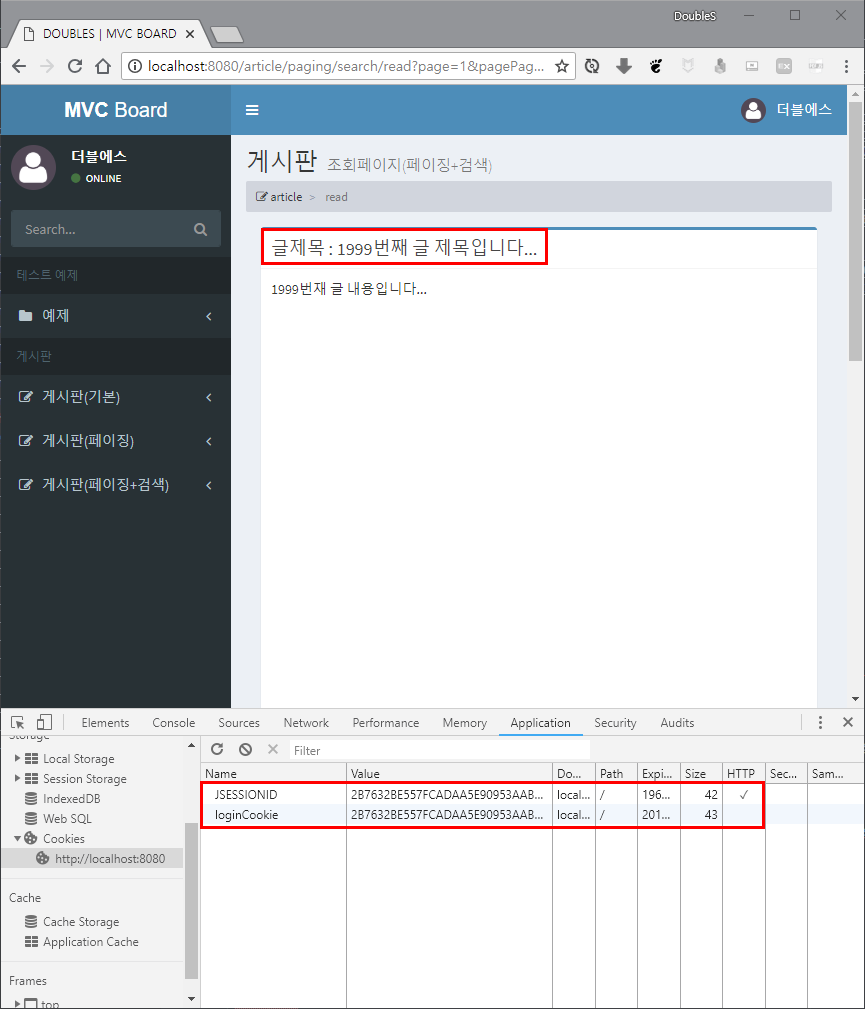 DoubleS
DOUBLES | MVC BOARD
localhost:8080/article/paging/search/read?page=1&pagePag...
MVC Board
더블에스
더블에스
ONLINE
Search...
테스트 예제
예제
게시판
게시판(기본)
게시판(페이징)
게시판(페이징+검색)
게시판 조회페이지(페이징+검색)
article > read
글제목 : 1999번째 글 제목입니다...
1999번재 글 내용입니다...
Elements Console Sources Network Performance Memory Application Security Audits
Storage
Local Storage
Session Storage
IndexedDB
Web SQL
Cookies
http://localhost:8080
Cache
Cache Storage
Application Cache
Frames
top
Filter
Name Value Do... Path Expi... Size HTTP Sec... Sam...
JSESSIONID 2B7632BE557FCADAA5E90953AAB... local... / 196... 42 ✓
loginCookie 2B7632BE557FCADAA5E90953AAB... local... / 201... 43